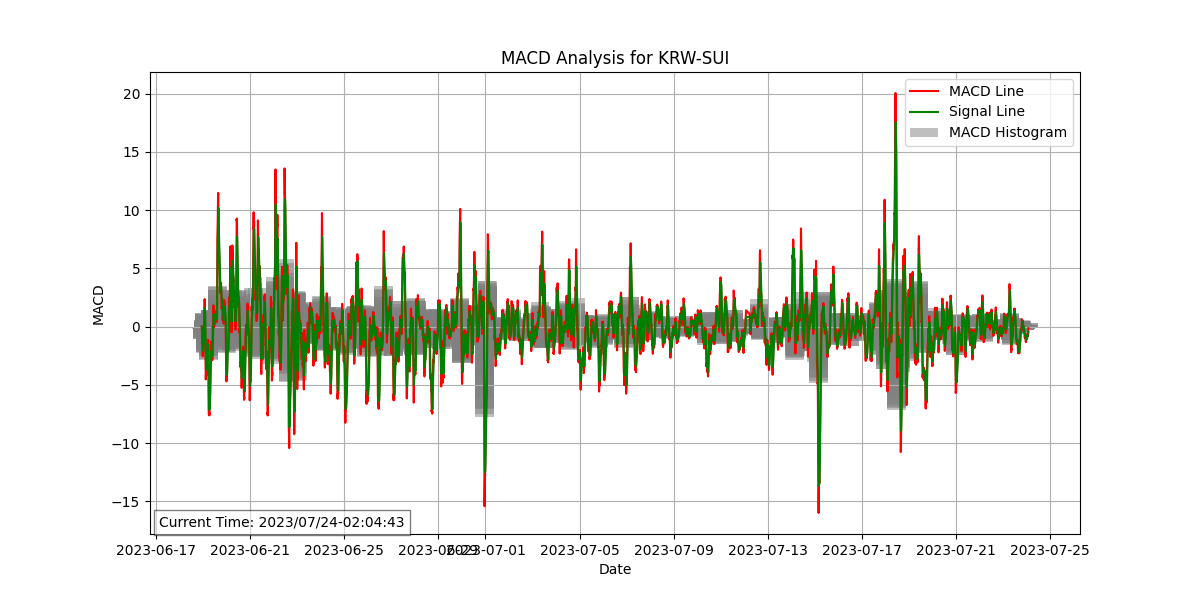 MACD Analysis for KRW-SUI
MACD Line
Signal Line
MACD Histogram
MACD
20
15
10
5
0
−5
−10
−15
Current Time: 2023/07/24-02:04:43
2023-06-17 2023-06-21 2023-06-25 2023-06-29 2023-07-01 2023-07-05 2023-07-09 2023-07-13 2023-07-17 2023-07-21 2023-07-25
Date